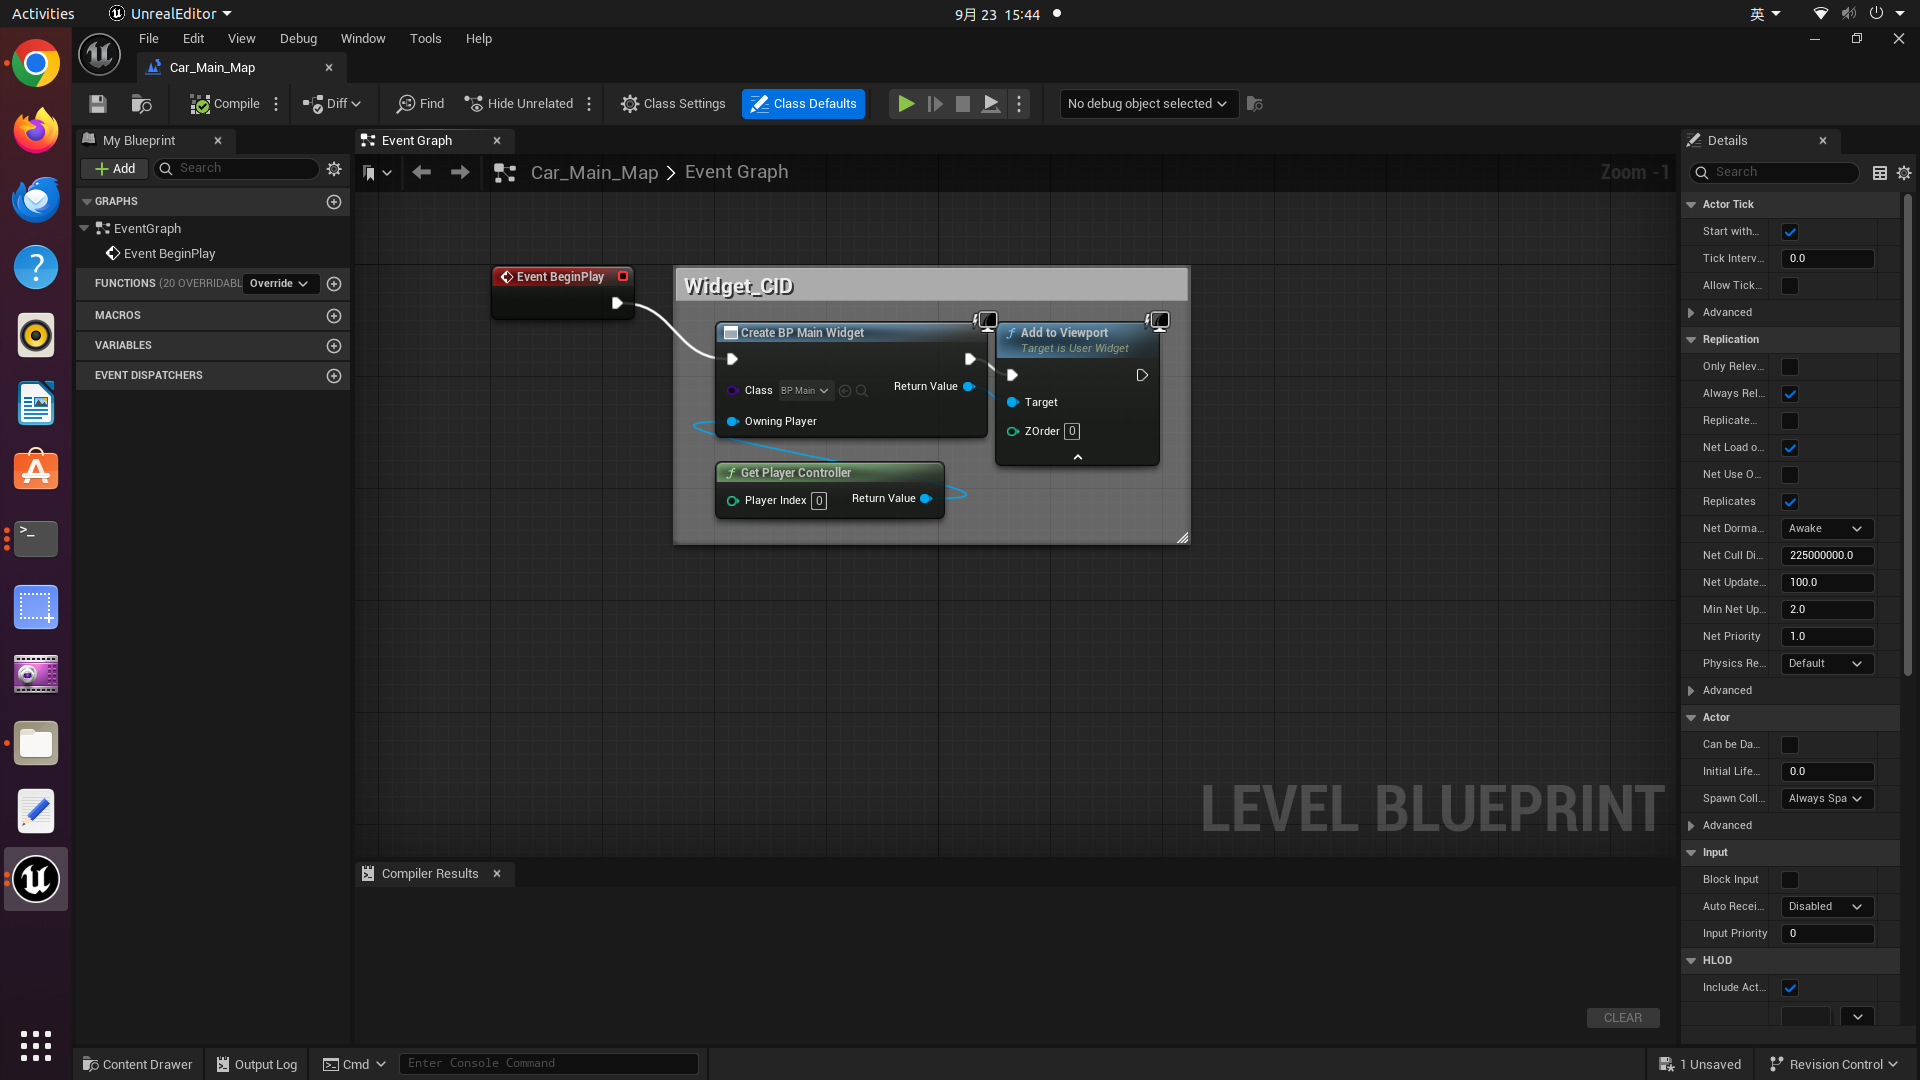 Activities
UnrealEditor
9月 23 15:44
英
File Edit View Debug Window Tools Help
Car_Main_Map
Compile
Diff
Find
Hide Unrelated
Class Settings
Class Defaults
No debug object selected
My Blueprint
Event Graph
Details
Add
Search
Car_Main_Map > Event Graph
Zoom -1
Search
GRAPHS
EventGraph
Event BeginPlay
FUNCTIONS (20 OVERRIDABL
Override
MACROS
VARIABLES
EVENT DISPATCHERS
Event BeginPlay
Widget_CID
Create BP Main Widget
Class
BP Main
Return Value
Owning Player
Add to Viewport
Target is User Widget
Target
ZOrder 0
Get Player Controller
Player Index 0
Return Value
LEVEL BLUEPRINT
Compiler Results
CLEAR
Actor Tick
Start with...
Tick Interv... 0.0
Allow Tick...
Advanced
Replication
Only Relev...
Always Rel...
Replicate...
Net Load o...
Net Use O...
Replicates
Net Dorma... Awake
Net Cull Di... 225000000.0
Net Update... 100.0
Min Net Up... 2.0
Net Priority 1.0
Physics Re... Default
Advanced
Actor
Can be Da...
Initial Life... 0.0
Spawn Coll... Always Spa
Advanced
Input
Block Input
Auto Recei... Disabled
Input Priority 0
HLOD
Include Act...
Content Drawer
Output Log
Cmd
Enter Console Command
1 Unsaved
Revision Control